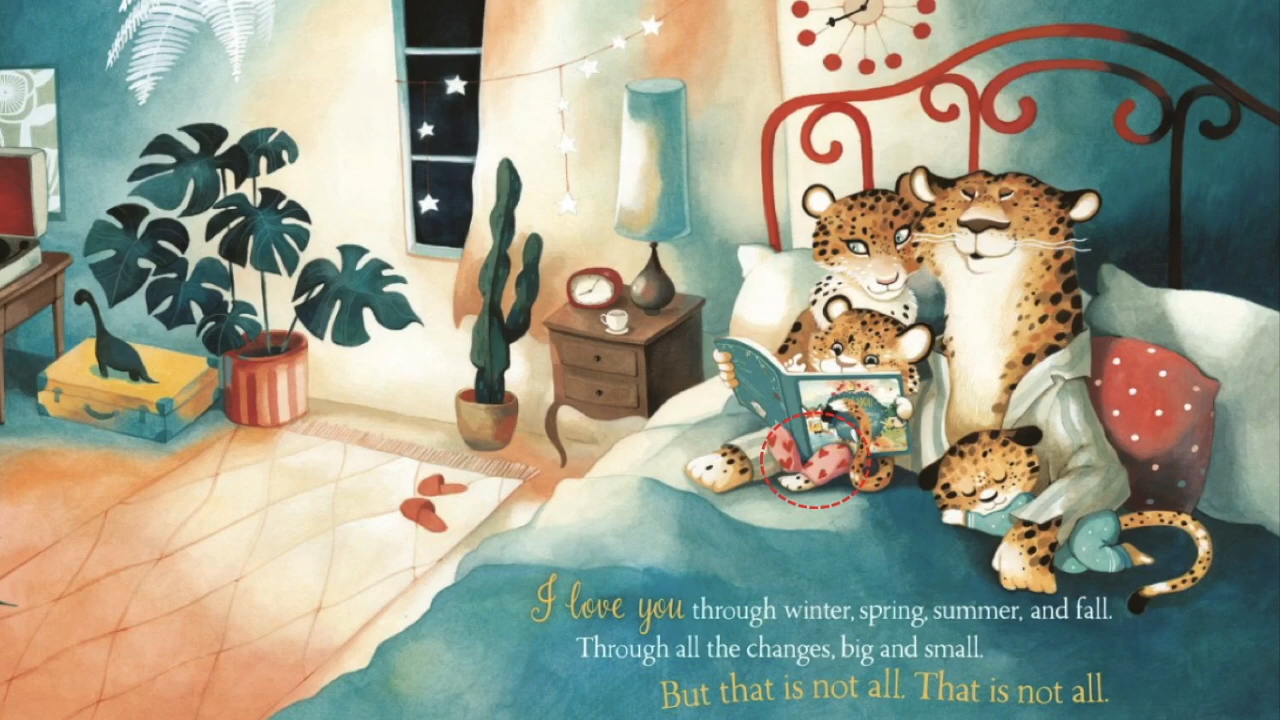 I love you through winter, spring, summer, and fall.
Through all the changes, big and small.
But that is not all. That is not all.